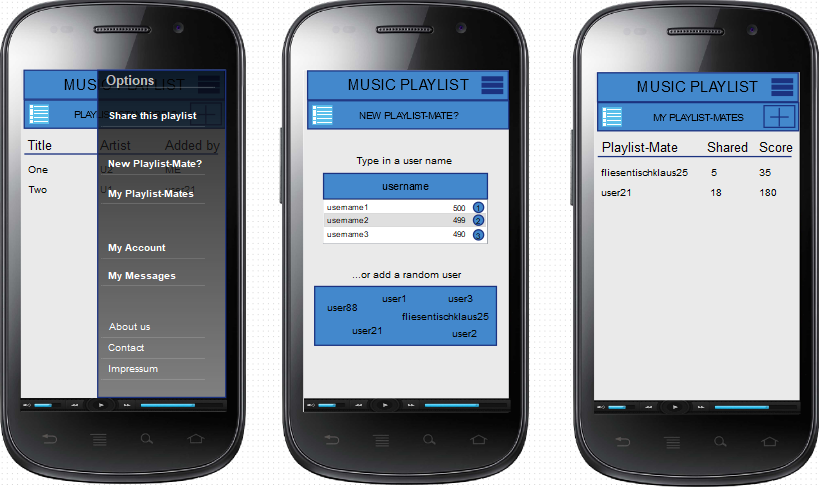 Options
MUSIC PLAYLIST
Share this playlist
Title Artist Added by
New Playlist-Mate?
One U2 ME
Two user21
My Playlist-Mates
My Account
My Messages
About us
Contact
Impressum
MUSIC PLAYLIST
NEW PLAYLIST-MATE?
Type in a user name
username
username1 500 1
username2 499 2
username3 490 3
...or add a random user
user1 user3
user88
fliesentischklaus25
user21
user2
MUSIC PLAYLIST
MY PLAYLIST-MATES
Playlist-Mate Shared Score
fliesentischklaus25 5 35
user21 18 180